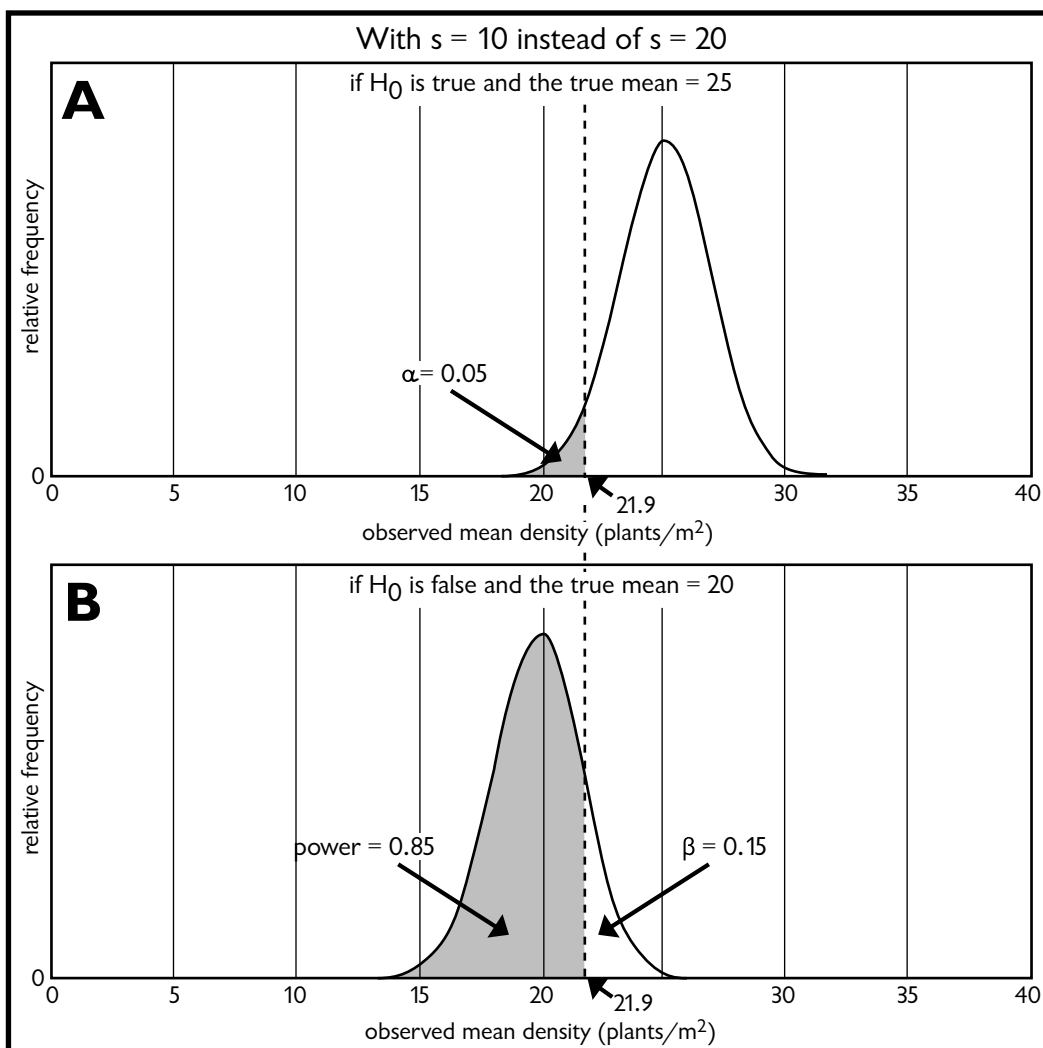 With s = 10 instead of s = 20
A
if H0 is true and the true mean = 25
relative frequency
α= 0.05
0
0 5 10 15 20 25 30 35 40
21.9
observed mean density (plants/m2)
B
if H0 is false and the true mean = 20
relative frequency
power = 0.85
β = 0.15
0
0 5 10 15 20 25 30 35 40
21.9
observed mean density (plants/m2)